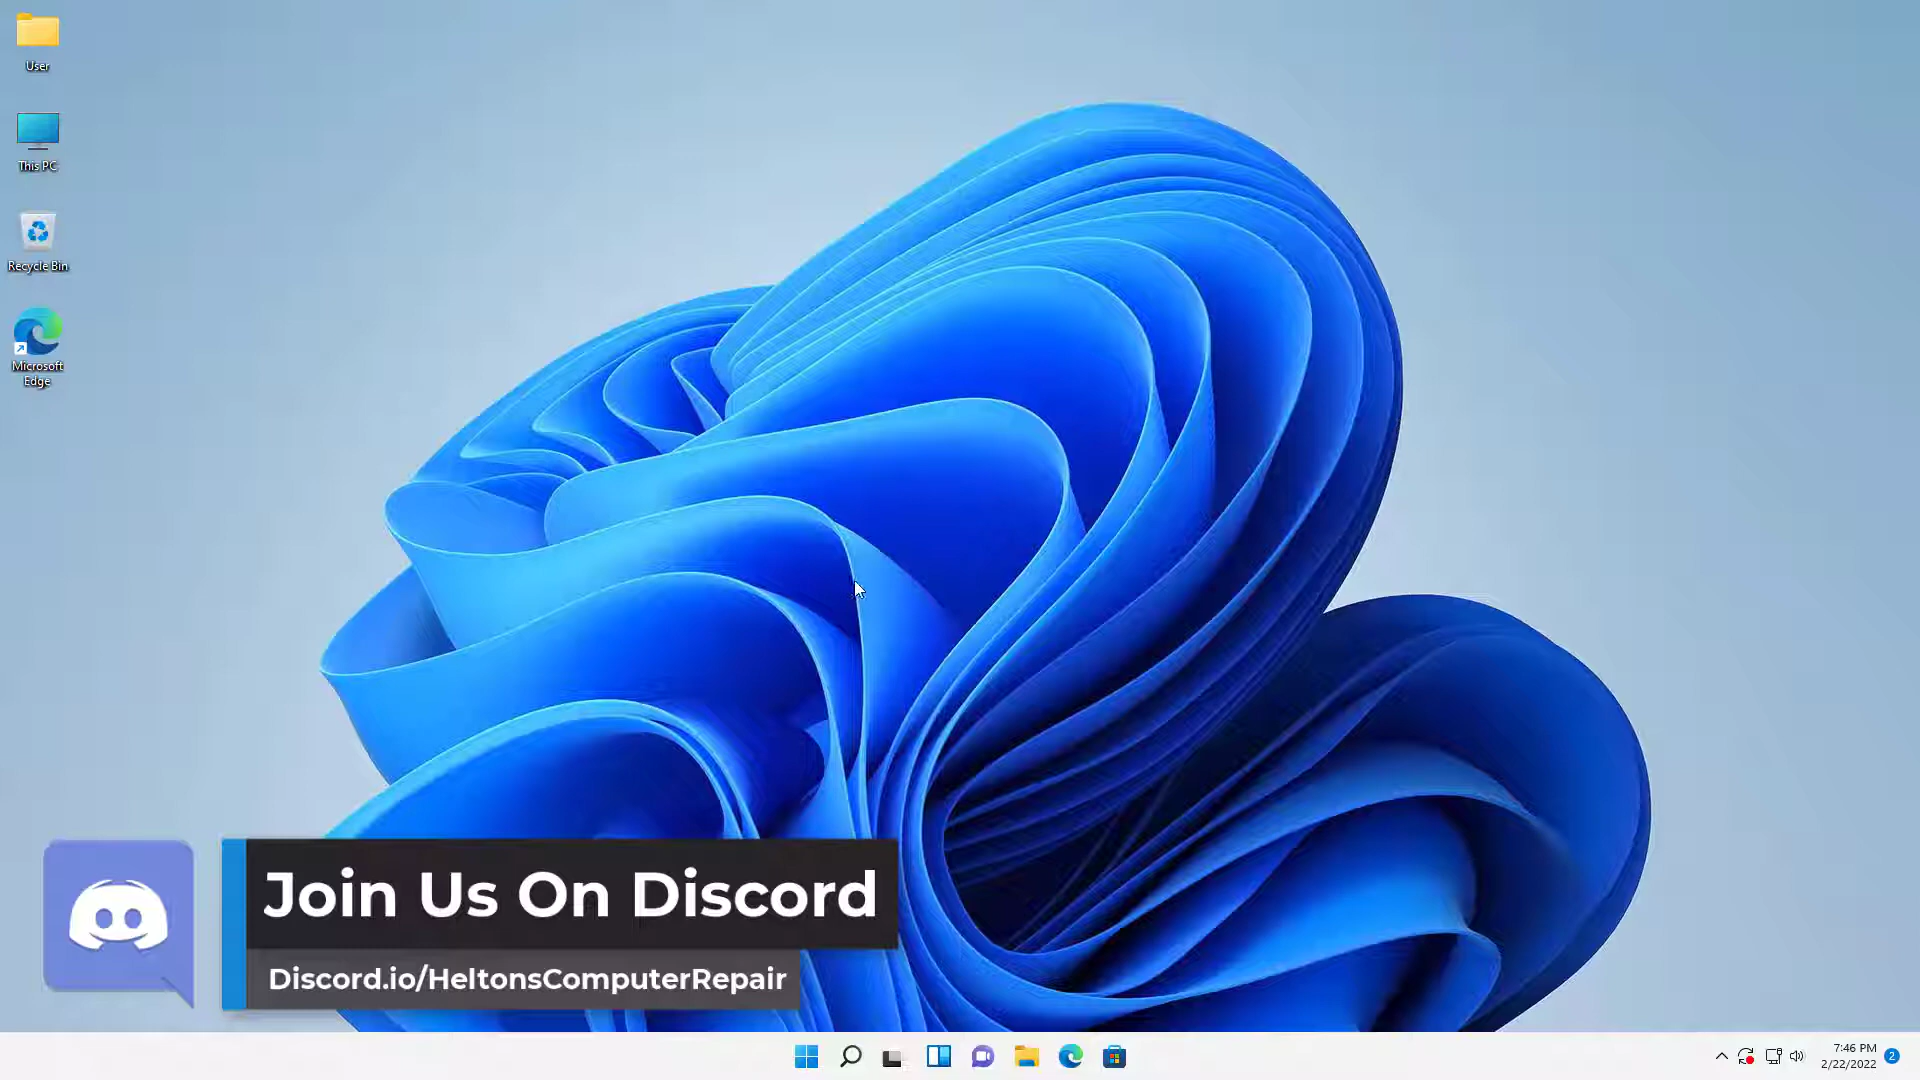 User
This PC
Recycle Bin
Microsoft
Edge
Join Us On Discord
Discord.io/HeltonsComputerRepair
7:46 PM
2/22/2022
2